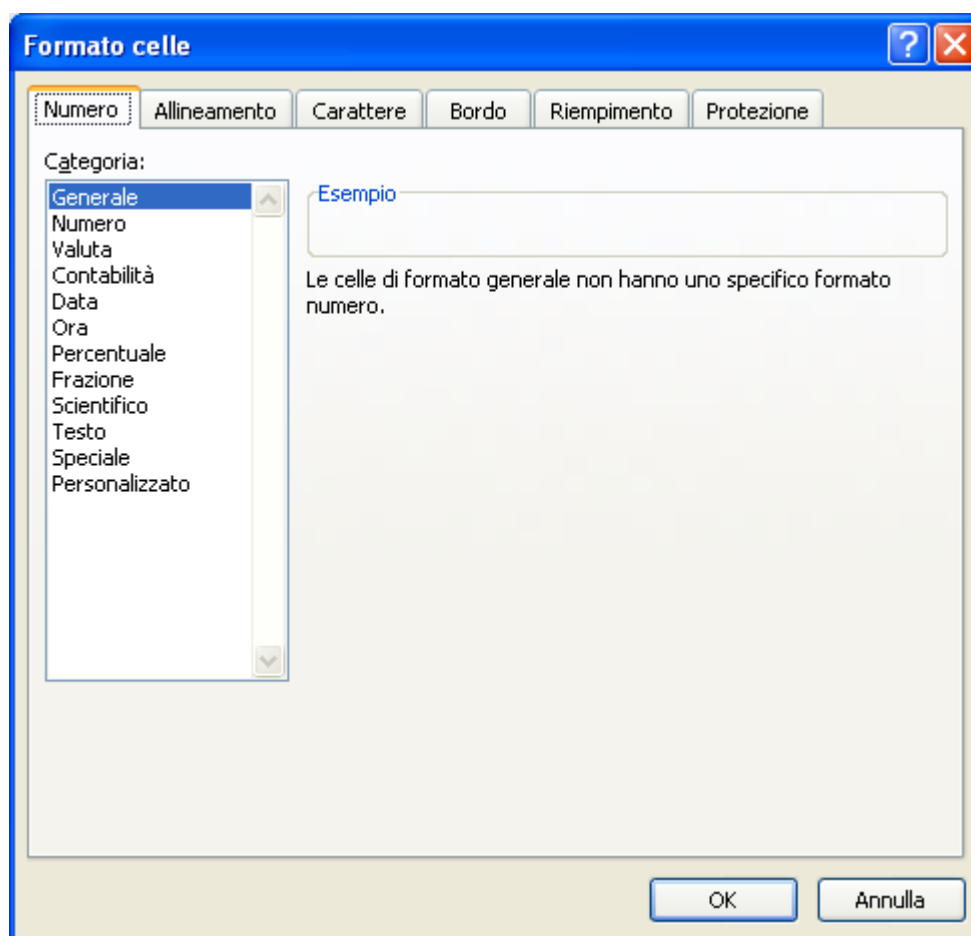 Formato celle
Numero Allineamento Carattere Bordo Riempimento Protezione
Categoria:
Generale
Numero
Valuta
Contabilità
Data
Ora
Percentuale
Frazione
Scientifico
Testo
Speciale
Personalizzato
Esempio
Le celle di formato generale non hanno uno specifico formato
numero.
OK Annulla